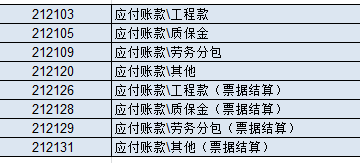 212103 应付账款\工程款
212105 应付账款\质保金
212109 应付账款\劳务分包
212120 应付账款\其他
212126 应付账款\工程款（票据结算）
212128 应付账款\质保金（票据结算）
212129 应付账款\劳务分包（票据结算）
212131 应付账款\其他（票据结算）